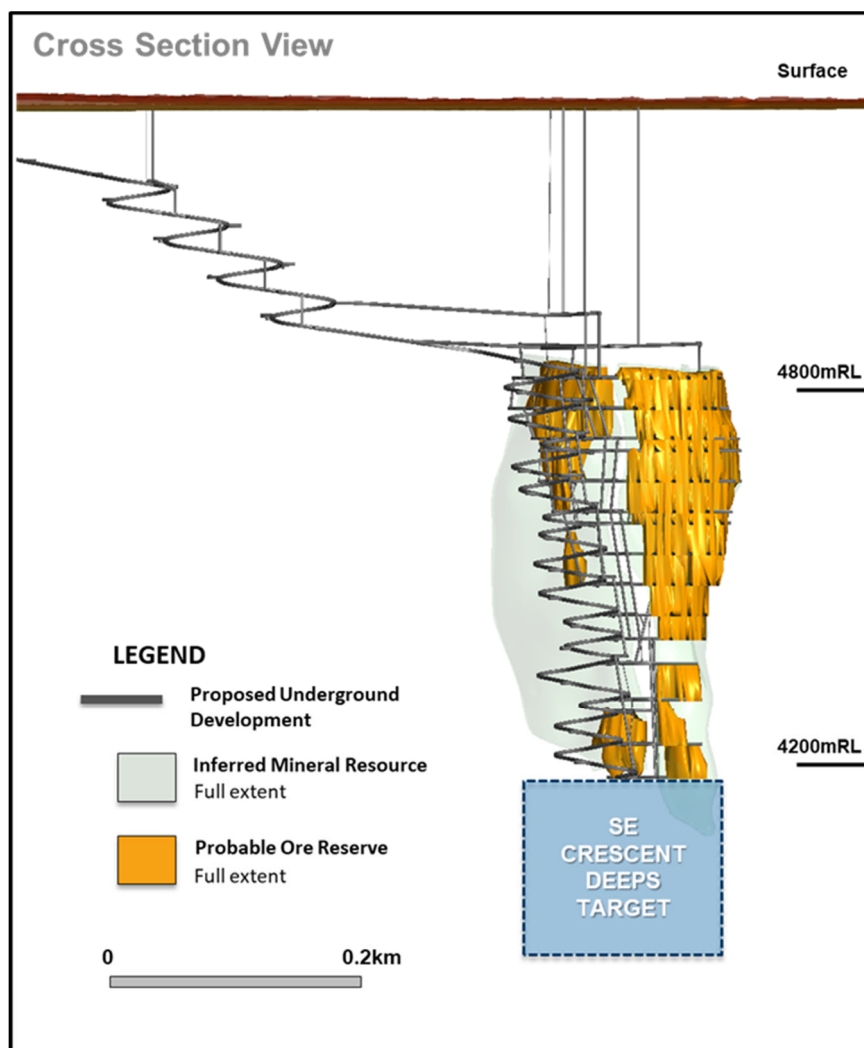 Cross Section View
Surface
4800mRL
LEGEND
Proposed Underground
Development
Inferred Mineral Resource
Full extent
4200mRL
Probable Ore Reserve
Full extent
SE
CRESCENT
DEEPS
TARGET
0 0.2km